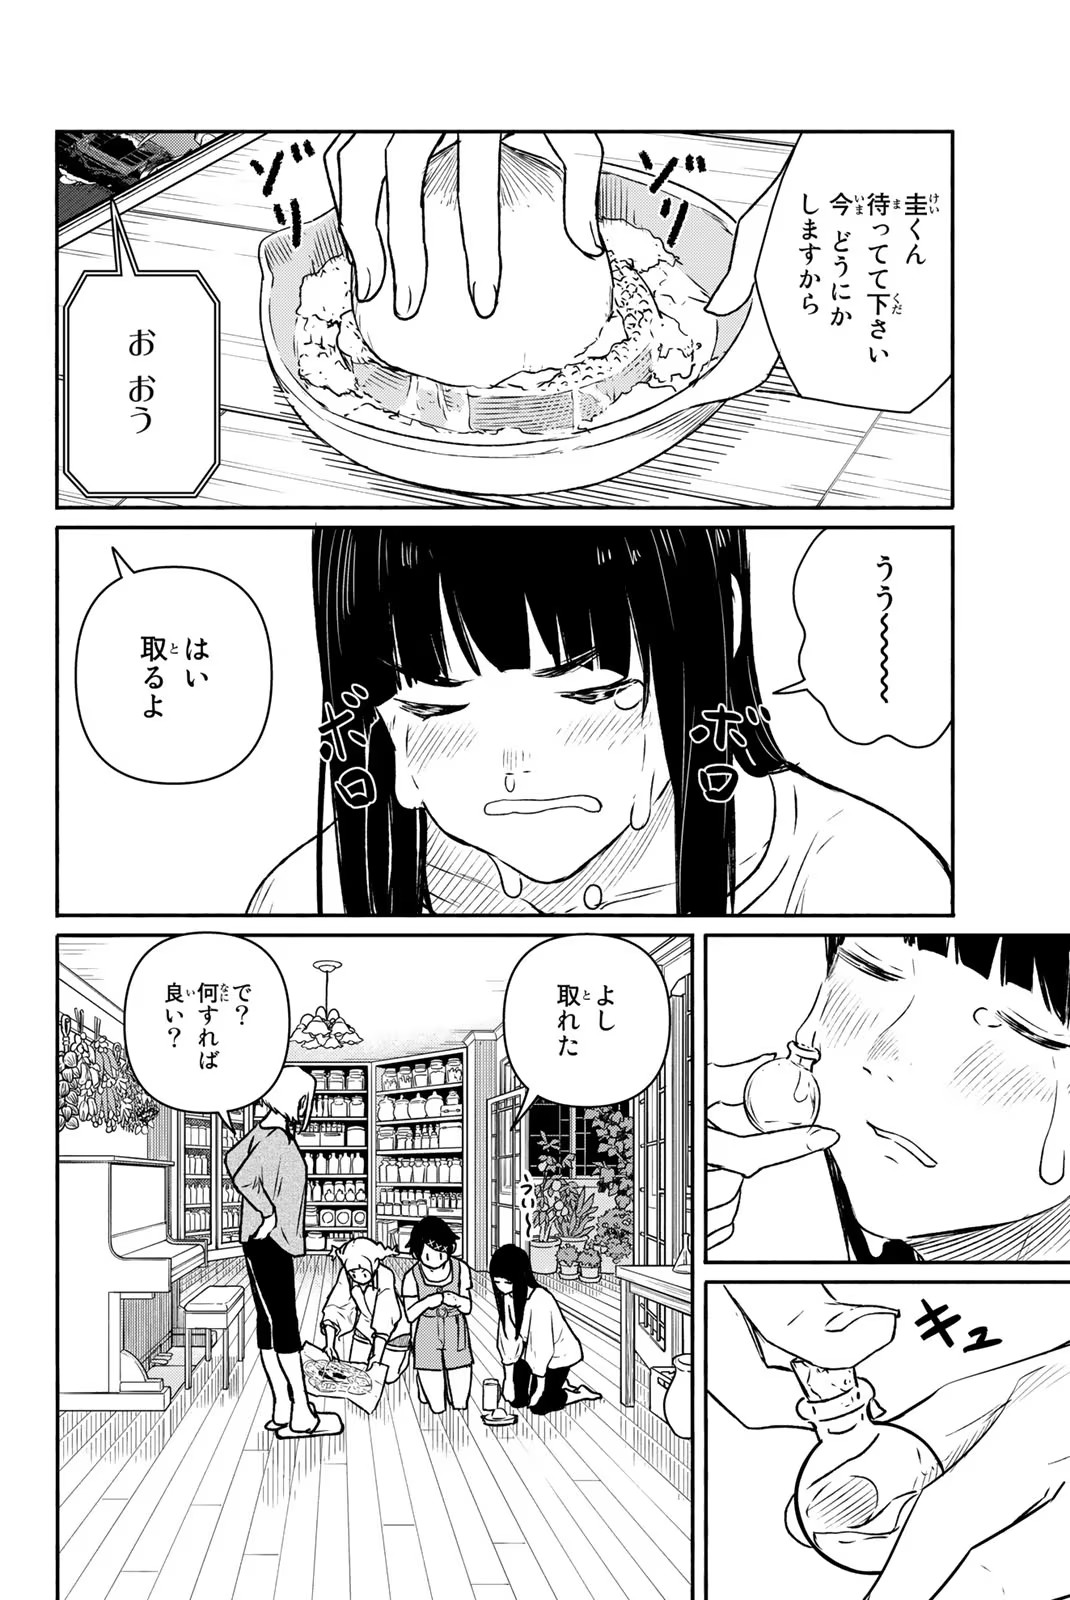 圭くん
待ってて下さい
今 どうにか
しますから
ゾリ
ゾリ
お おう
うう〜〜〜
ボロ
ボロ
はい
取るよ
よし
取れた
で？
何すれば
良い？
うぃ〜
キュ